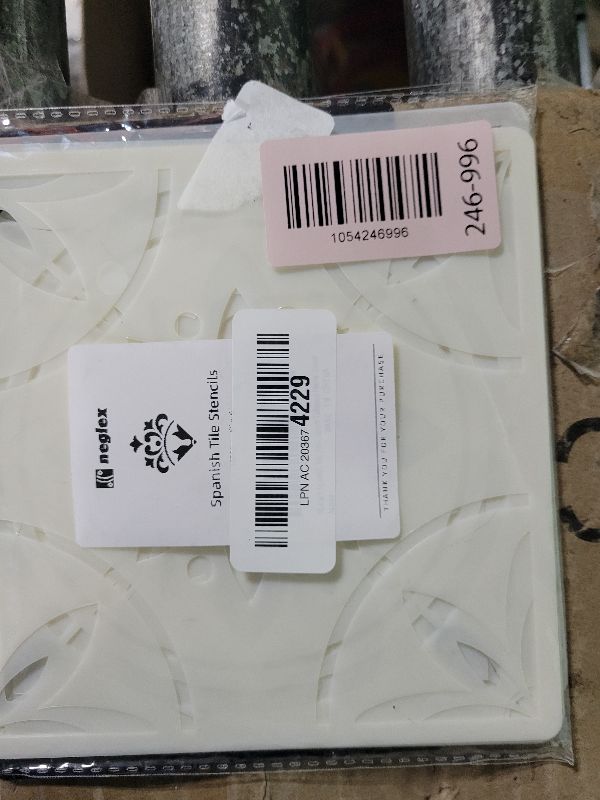 1054246996
246-996
neglex
Spanish Tile Stencils
LPN AC 20367 4229
THANK YOU FOR YOUR PURCHASE